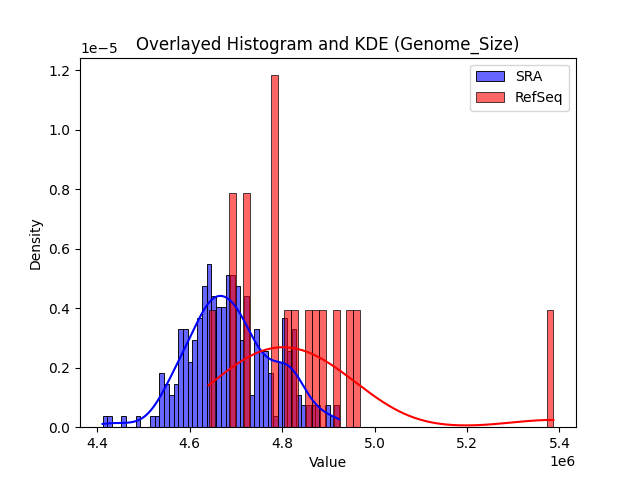 Overlayed Histogram and KDE (Genome_Size)
1e−5
SRA
RefSeq
1.2
1.0
0.8
0.6
0.4
0.2
0.0
Density
4.4 4.6 4.8 5.0 5.2 5.4
Value
1e6